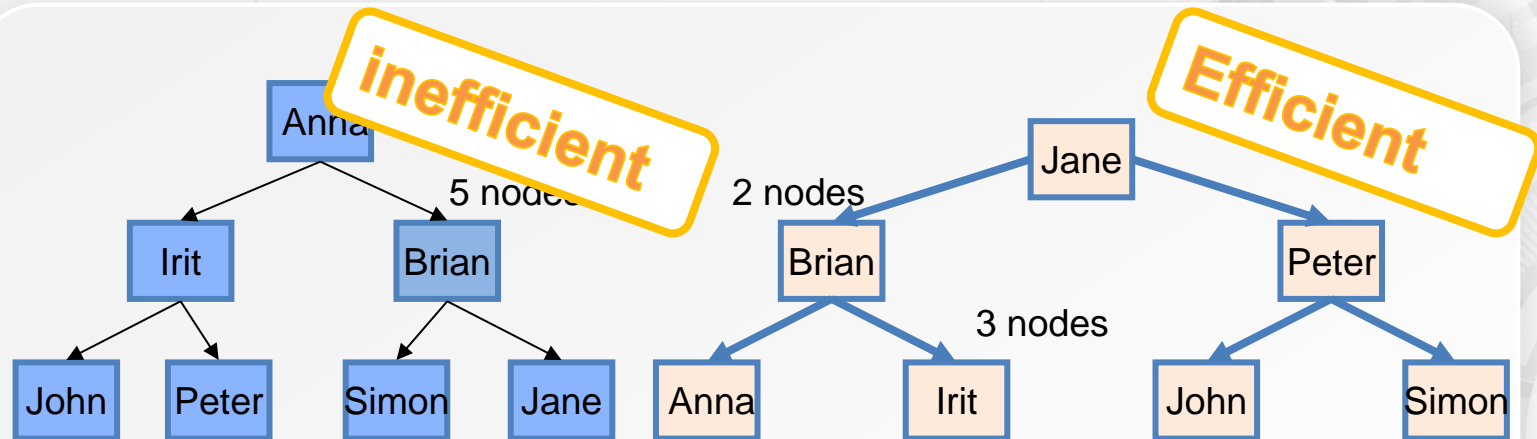 inefficient
Efficient
Anna
Jane
5 nodes
2 nodes
Irit
Brian
Brian
Peter
3 nodes
John
Peter
Simon
Jane
Anna
Irit
John
Simon